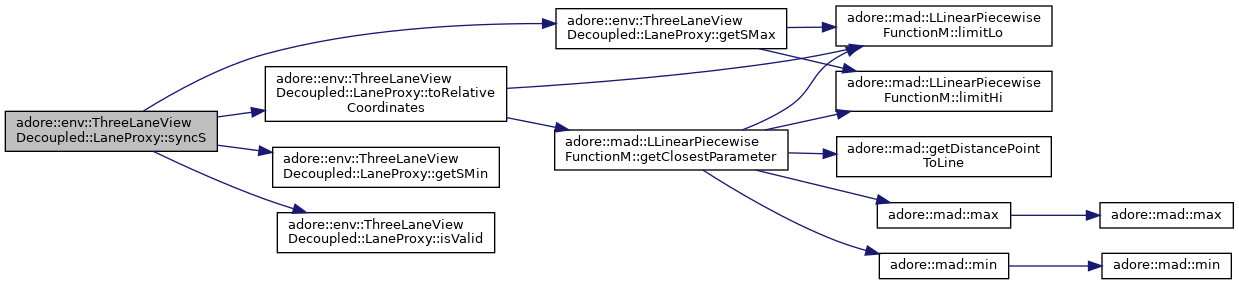 adore::env::ThreeLaneView
Decoupled::LaneProxy::syncS
adore::env::ThreeLaneView
Decoupled::LaneProxy::getSMax
adore::env::ThreeLaneView
Decoupled::LaneProxy::toRelative
Coordinates
adore::env::ThreeLaneView
Decoupled::LaneProxy::getSMin
adore::env::ThreeLaneView
Decoupled::LaneProxy::isValid
adore::mad::LLinearPiecewise
FunctionM::getClosestParameter
adore::mad::LLinearPiecewise
FunctionM::limitLo
adore::mad::LLinearPiecewise
FunctionM::limitHi
adore::mad::getDistancePoint
ToLine
adore::mad::max
adore::mad::max
adore::mad::min
adore::mad::min